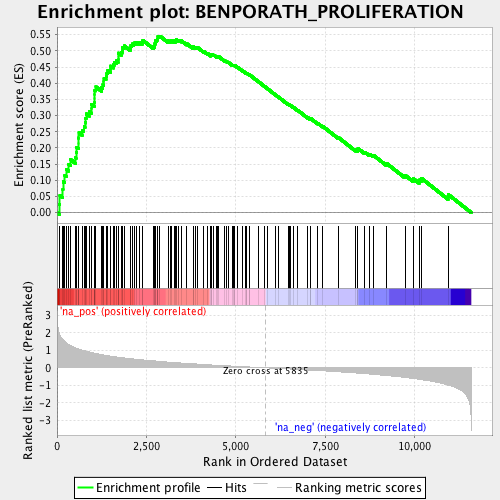 Enrichment plot: BENPORATH_PROLIFERATION
Enrichment score (ES)
0.55
0.50
0.45
0.40
0.35
0.30
0.25
0.20
0.15
0.10
0.05
0.00
'na_pos' (positively correlated)
Ranked list metric (PreRanked)
3
2
1
0
-1
-2
-3
Zero cross at 5835
'na_neg' (negatively correlated)
0
2,500
5,000
7,500
10,000
Rank in Ordered Dataset
Enrichment profile
Hits
Ranking metric scores